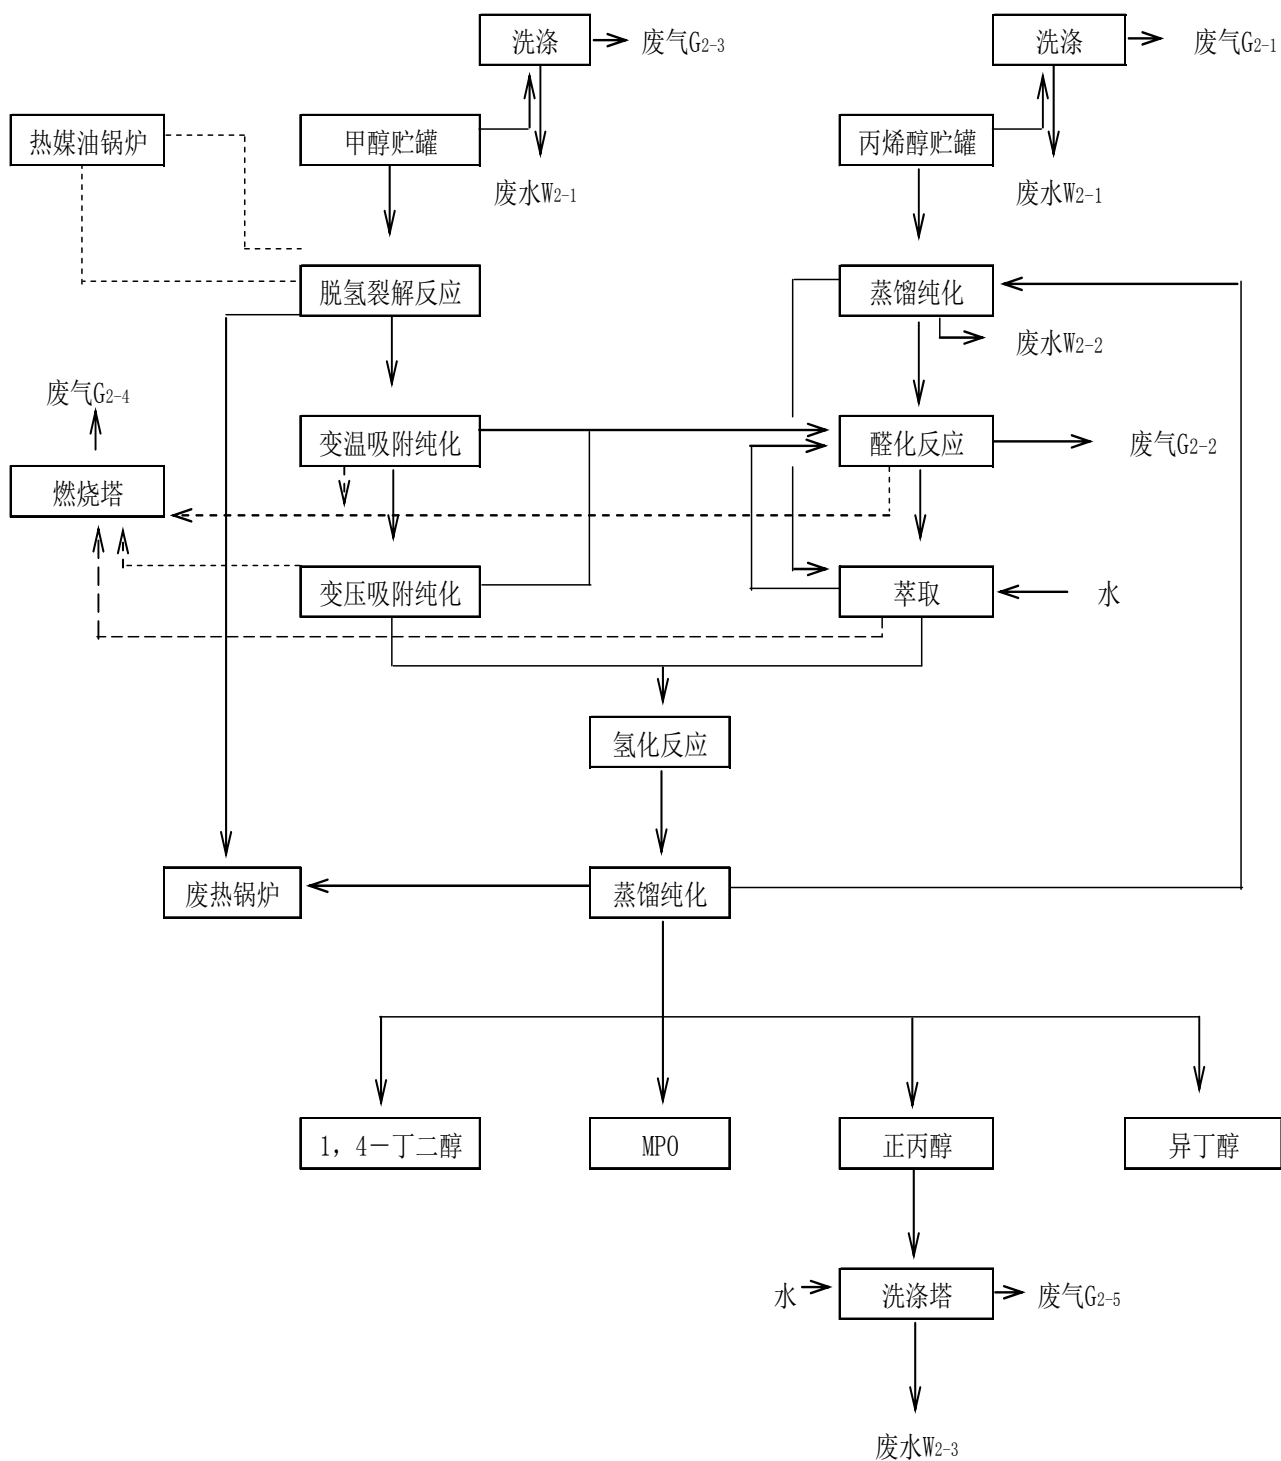 洗涤
废气G2-3
洗涤
废气G2-1
热媒油锅炉
甲醇贮罐
丙烯醇贮罐
废水W2-1
废水W2-1
脱氢裂解反应
蒸馏纯化
废水W2-2
废气G2-4
变温吸附纯化
醛化反应
废气G2-2
燃烧塔
变压吸附纯化
萃取
水
氢化反应
废热锅炉
蒸馏纯化
1，4－丁二醇
MPO
正丙醇
异丁醇
水
洗涤塔
废气G2-5
废水W2-3